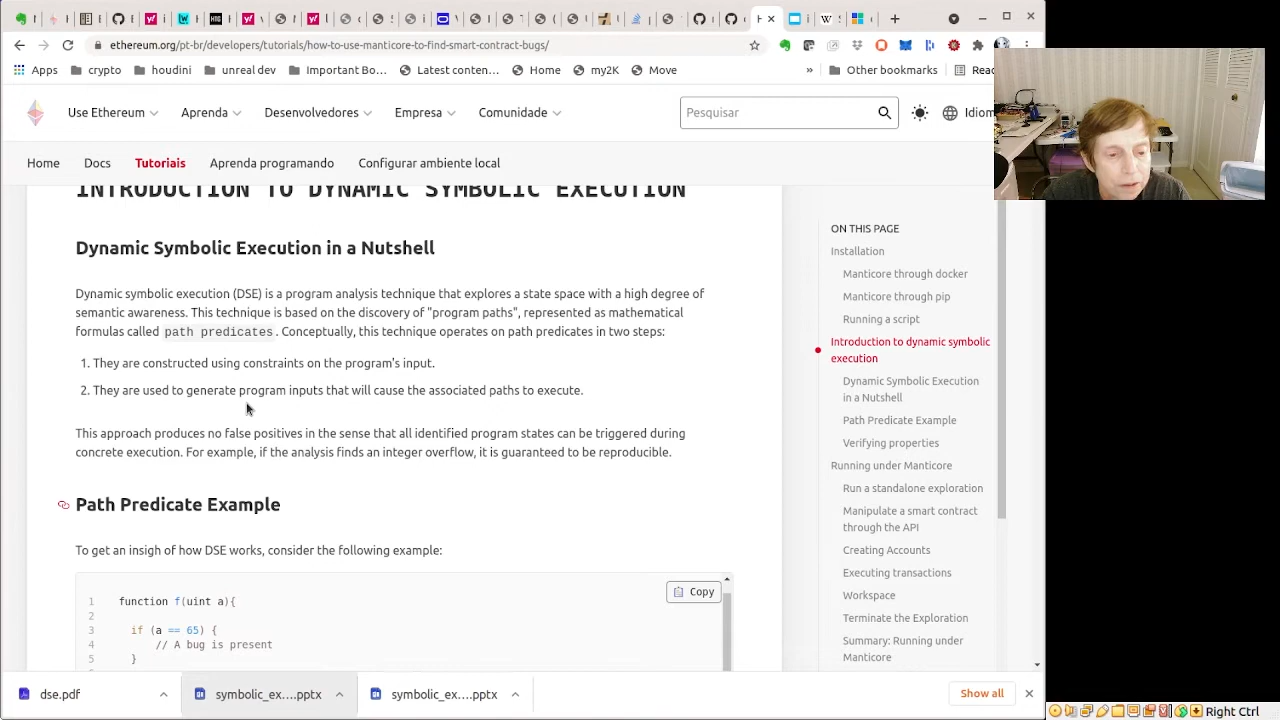 ethereum.org/pt-br/developers/tutorials/how-to-use-manticore-to-find-smart-contract-bugs/
Apps crypto houdini unreal dev Important Bo... Latest conten... Home my2K Move » Other bookmarks Reac
Use Ethereum Aprenda Desenvolvedores Empresa Comunidade Pesquisar Idiom
Home Docs Tutoriais Aprenda programando Configurar ambiente local
INTRODUCTION TO DYNAMIC SYMBOLIC EXECUTION
Dynamic Symbolic Execution in a Nutshell
Dynamic symbolic execution (DSE) is a program analysis technique that explores a state space with a high degree of
semantic awareness. This technique is based on the discovery of "program paths", represented as mathematical
formulas called path predicates. Conceptually, this technique operates on path predicates in two steps:
1. They are constructed using constraints on the program's input.
2. They are used to generate program inputs that will cause the associated paths to execute.
This approach produces no false positives in the sense that all identified program states can be triggered during
concrete execution. For example, if the analysis finds an integer overflow, it is guaranteed to be reproducible.
Path Predicate Example
To get an insigh of how DSE works, consider the following example:
Copy
1 function f(uint a){
2
3 if (a == 65) {
4 // A bug is present
5 }
ON THIS PAGE
Installation
Manticore through docker
Manticore through pip
Running a script
Introduction to dynamic symbolic
execution
Dynamic Symbolic Execution
in a Nutshell
Path Predicate Example
Verifying properties
Running under Manticore
Run a standalone exploration
Manipulate a smart contract
through the API
Creating Accounts
Executing transactions
Workspace
Terminate the Exploration
Summary: Running under
Manticore
dse.pdf symbolic_ex....pptx symbolic_ex....pptx Show all
Right Ctrl